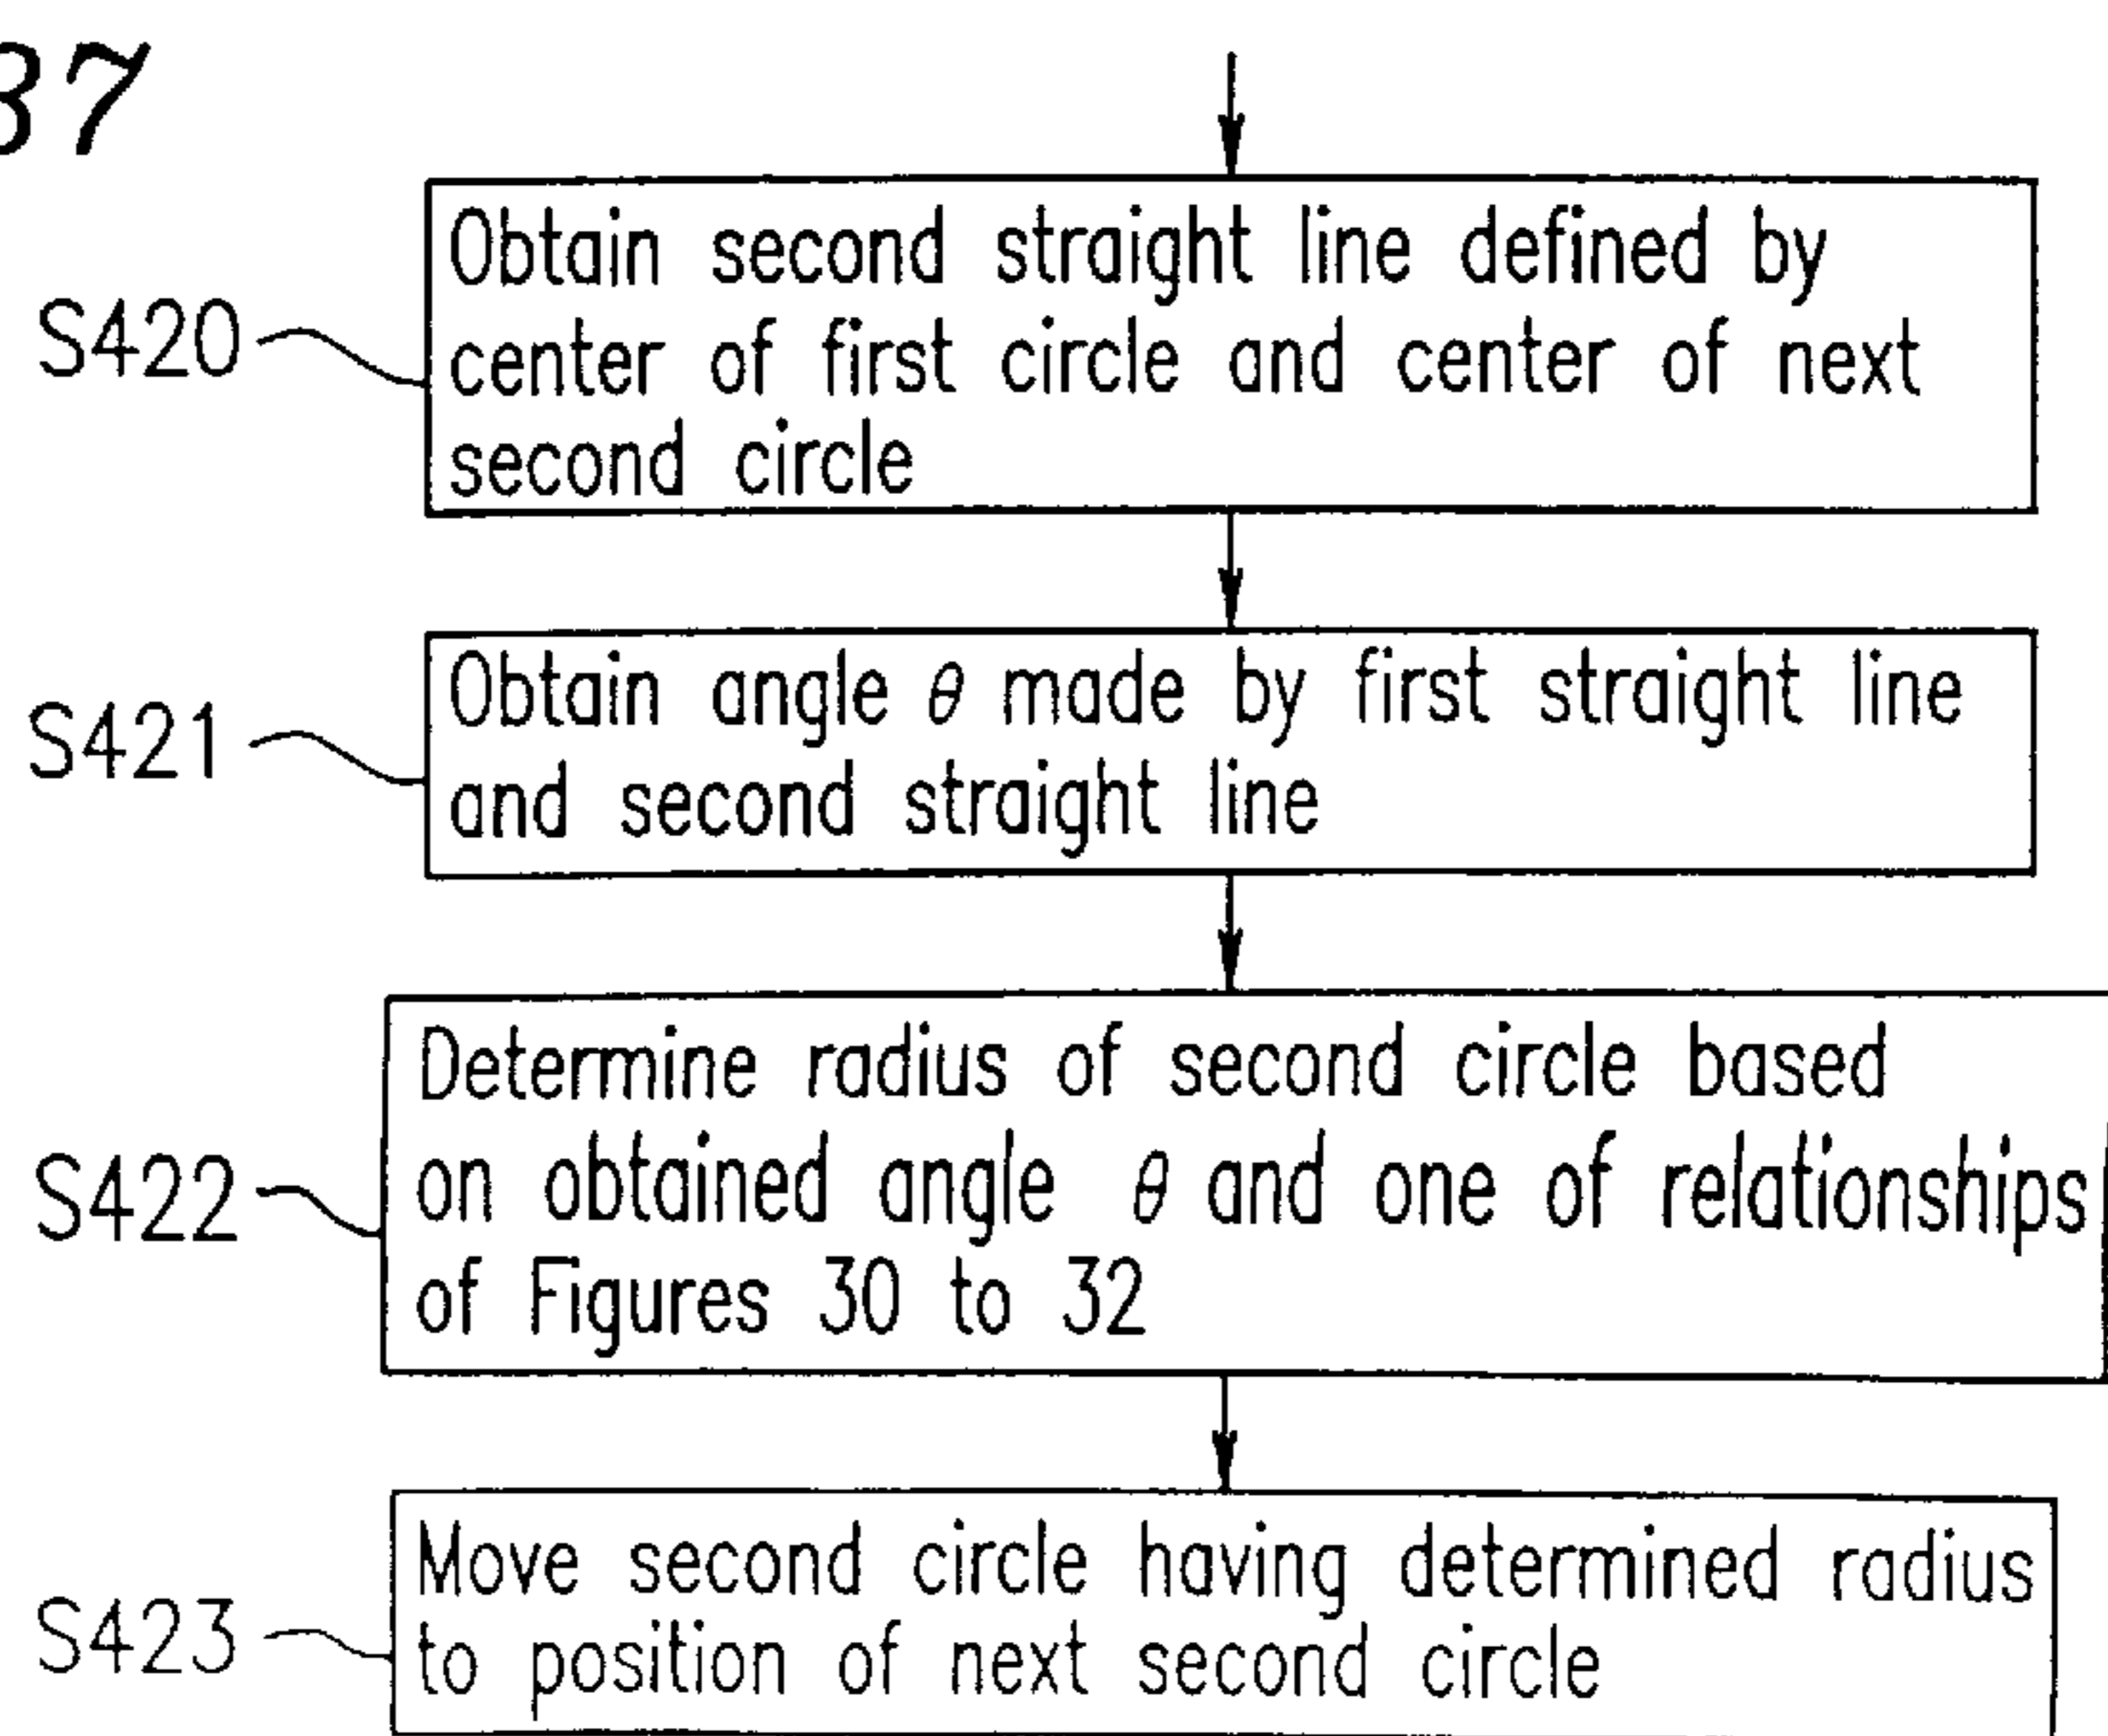 37
S420
Obtain second straight line defined by
center of first circle and center of next
second circle
S421
Obtain angle θ made by first straight line
and second straight line
S422
Determine radius of second circle based
on obtained angle θ and one of relationships
of Figures 30 to 32
S423
Move second circle having determined radius
to position of next second circle